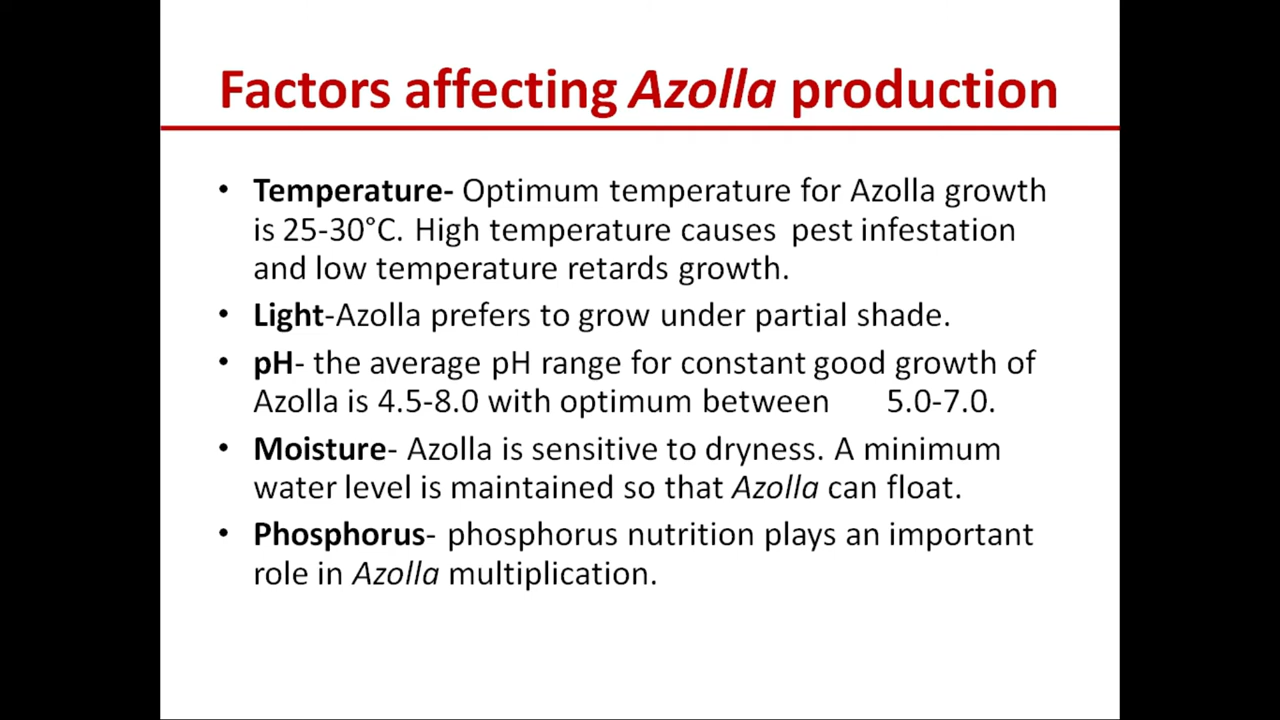 Factors affecting Azolla production
• Temperature- Optimum temperature for Azolla growth
is 25-30°C. High temperature causes pest infestation
and low temperature retards growth.
• Light-Azolla prefers to grow under partial shade.
• pH- the average pH range for constant good growth of
Azolla is 4.5-8.0 with optimum between 5.0-7.0.
• Moisture- Azolla is sensitive to dryness. A minimum
water level is maintained so that Azolla can float.
• Phosphorus- phosphorus nutrition plays an important
role in Azolla multiplication.